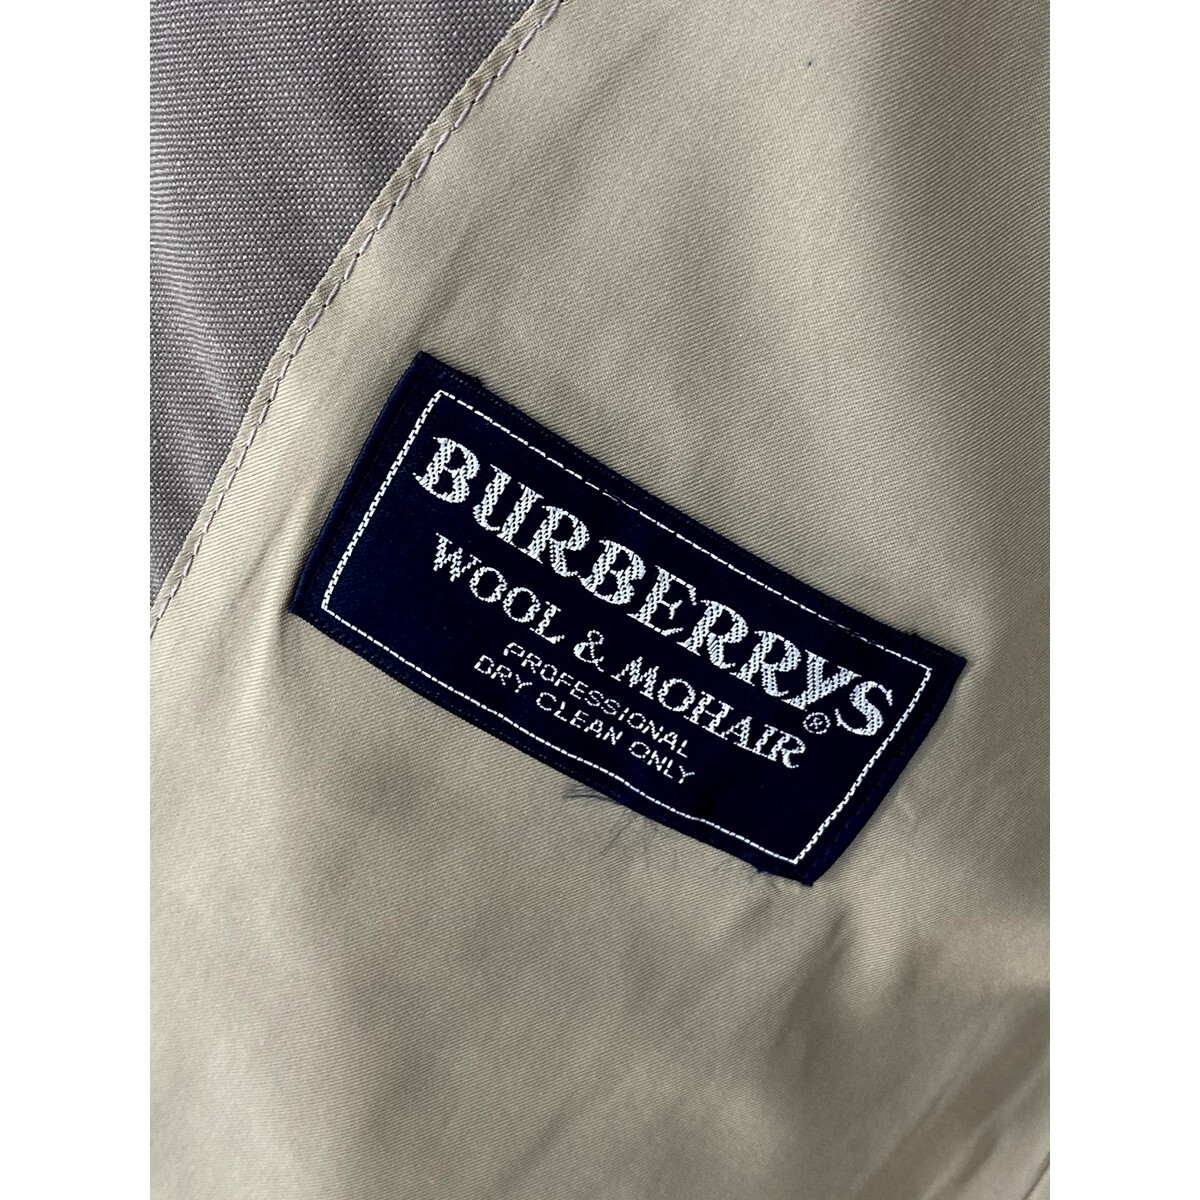 BURBERRYS®
WOOL & MOHAIR
PROFESSIONAL
DRY CLEAN ONLY